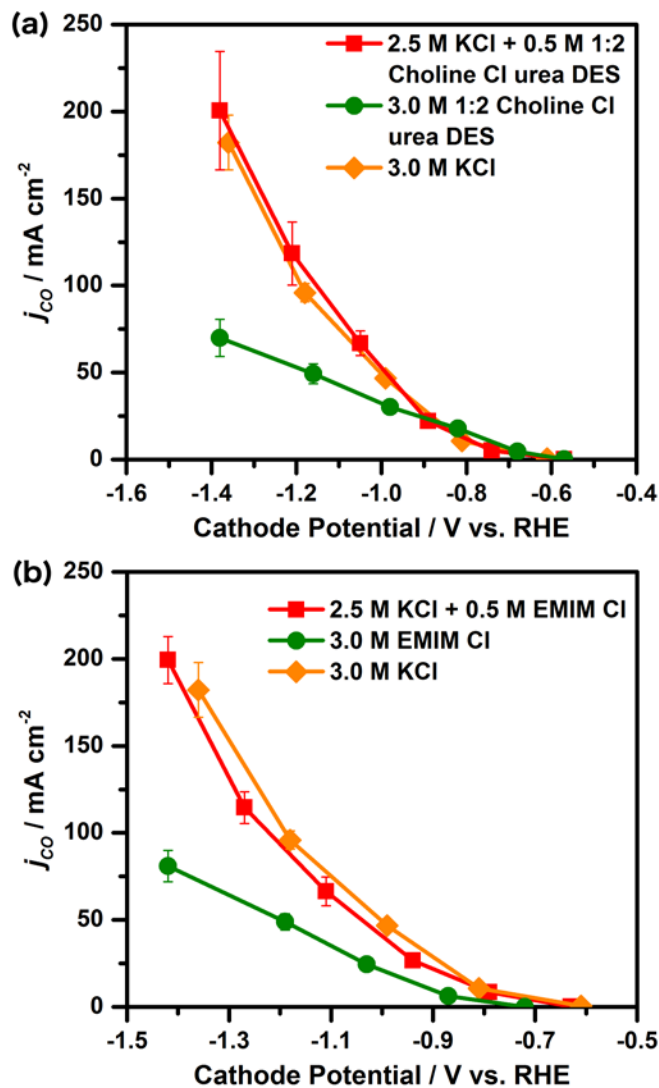 (a)
2.5 M KCl + 0.5 M 1:2
Choline Cl urea DES
3.0 M 1:2 Choline Cl
urea DES
3.0 M KCl
250
200
150
100
50
0
j_CO / mA cm⁻²
-1.6 -1.4 -1.2 -1.0 -0.8 -0.6 -0.4
Cathode Potential / V vs. RHE
(b)
2.5 M KCl + 0.5 M EMIM Cl
3.0 M EMIM Cl
3.0 M KCl
250
200
150
100
50
0
j_CO / mA cm⁻²
-1.5 -1.3 -1.1 -0.9 -0.7 -0.5
Cathode Potential / V vs. RHE